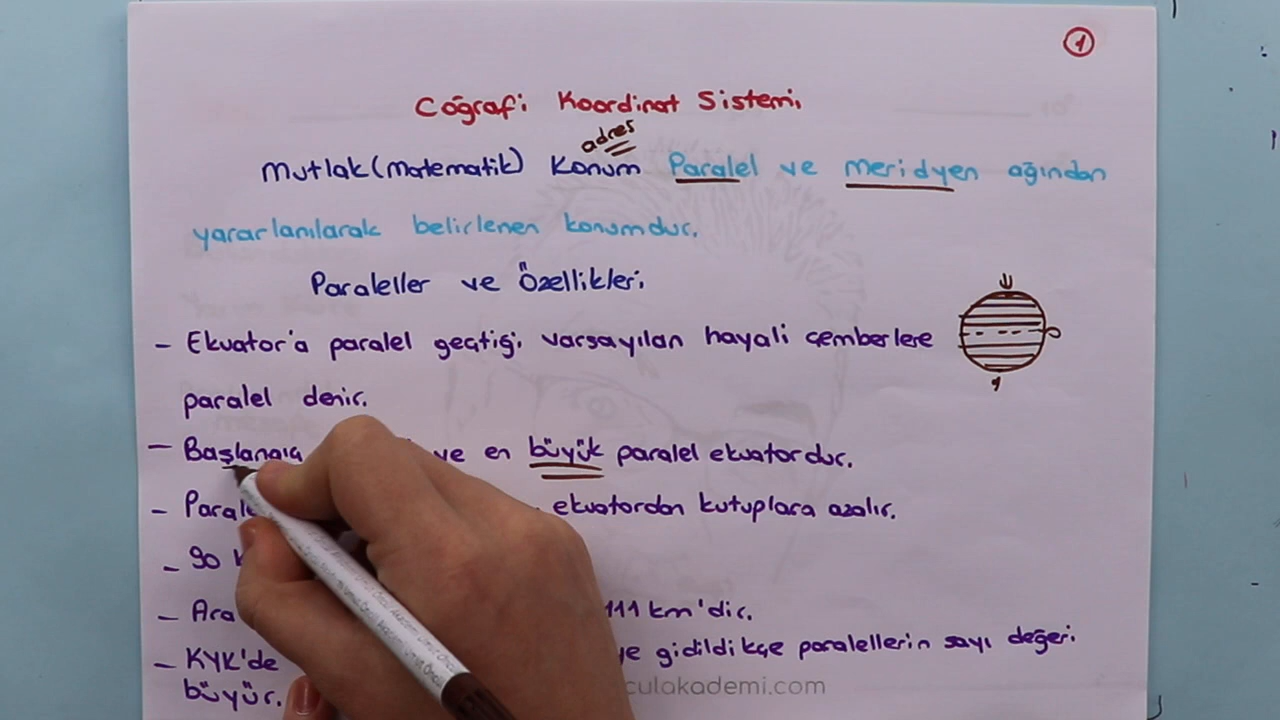 1
Coğrafi Koordinat Sistemi
adres
Mutlak (Matematik) Konum Paralel ve meridyen ağından
yararlanılarak belirlenen konumdur.
Paraleller ve Özellikleri
- Ekvator'a paralel geçtiği varsayılan hayali çemberlere
paralel denir.
- Başlangıç ve en büyük paralel ekvatordur.
- Paral ekvatordan kutuplara azalır.
- 90 K
- Ara 111 km'dir.
- KYK'de ye gidildikçe paralellerin sayı değeri
büyür.
culakademi.com